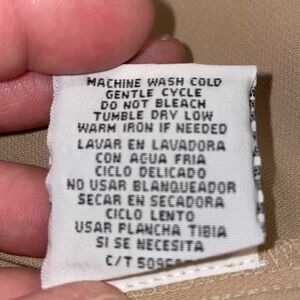 MACHINE WASH COLD
GENTLE CYCLE
DO NOT BLEACH
TUMBLE DRY LOW
WARM IRON IF NEEDED
LAVAR EN LAVADORA
CON AGUA FRIA
CICLO DELICADO
NO USAR BLANQUEADOR
SECAR EN SECADORA
CICLO LENTO
USAR PLANCHA TIBIA
SI SE NECESITA
C/T